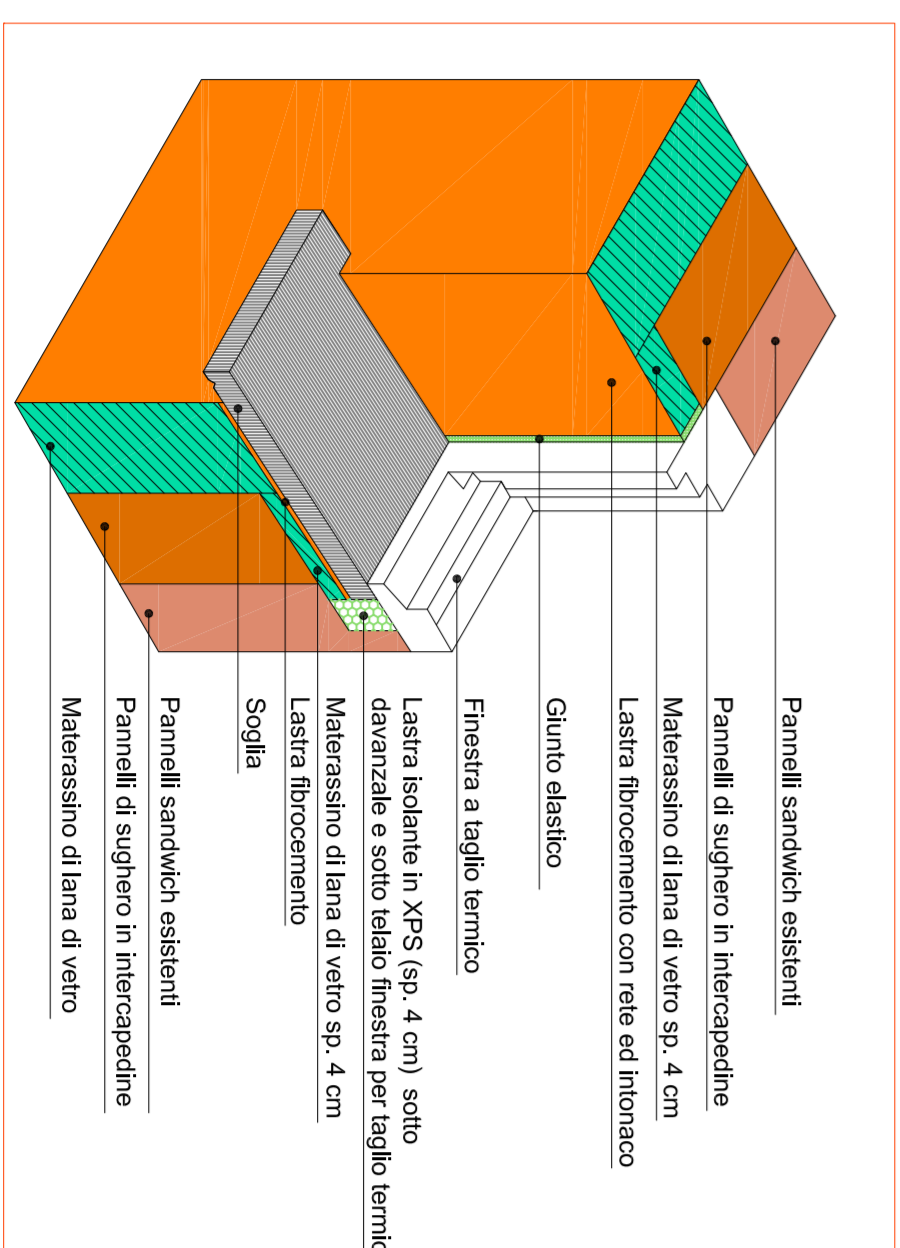 Pannelli sandwich esistenti
Pannelli di sughero in intercapedine
Materassino di lana di vetro sp. 4 cm
Lastra fibrocemento con rete ed intonaco
Giunto elastico
Finestra a taglio termico
Lastra isolante in XPS (sp. 4 cm) sotto
davanzale e sotto telaio finestra per taglio termic
Materassino di lana di vetro sp. 4 cm
Lastra fibrocemento
Soglia
Pannelli sandwich esistenti
Pannelli di sughero in intercapedine
Materassino di lana di vetro